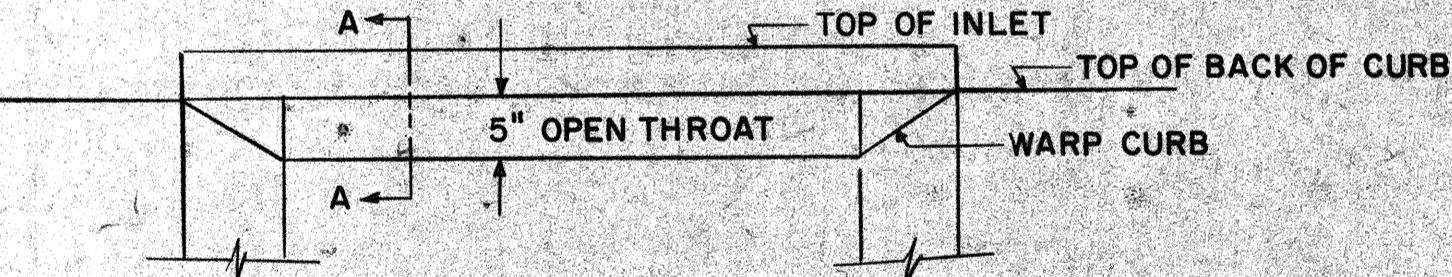 A
TOP OF INLET
TOP OF BACK OF CURB
5" OPEN THROAT
WARP CURB
A